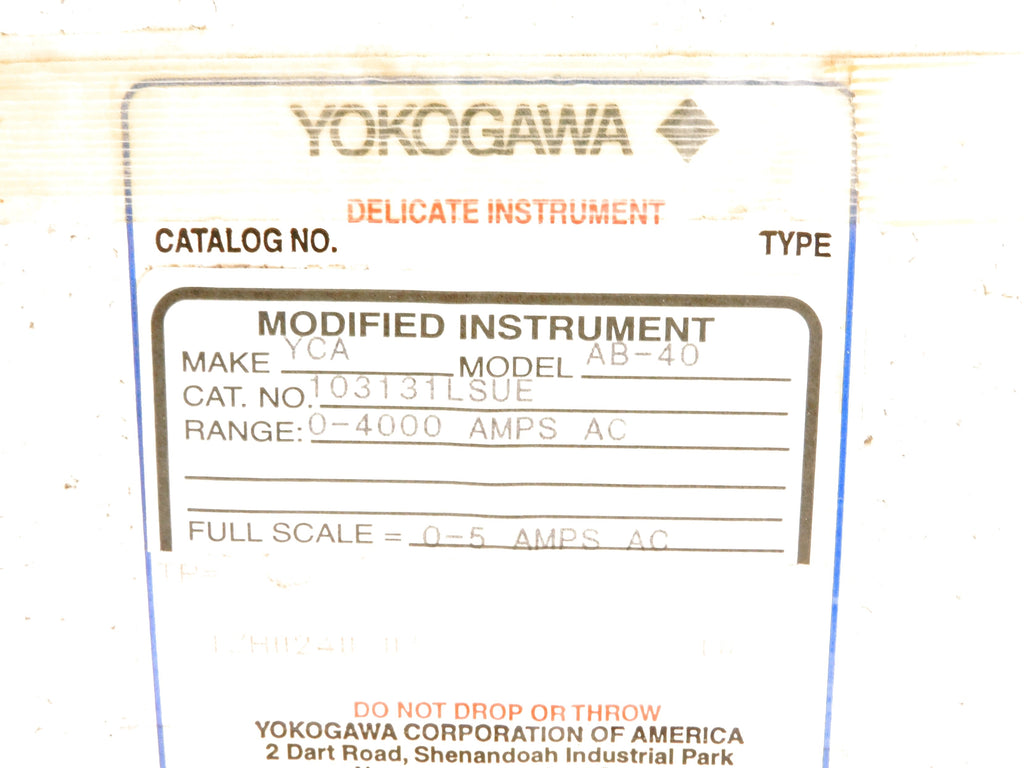 YOKOGAWA
DELICATE INSTRUMENT
CATALOG NO. TYPE
MODIFIED INSTRUMENT
MAKE YCA MODEL AB-40
CAT. NO. 103131LSUE
RANGE: 0-4000 AMPS AC
FULL SCALE = 0-5 AMPS AC
DO NOT DROP OR THROW
YOKOGAWA CORPORATION OF AMERICA
2 Dart Road, Shenandoah Industrial Park